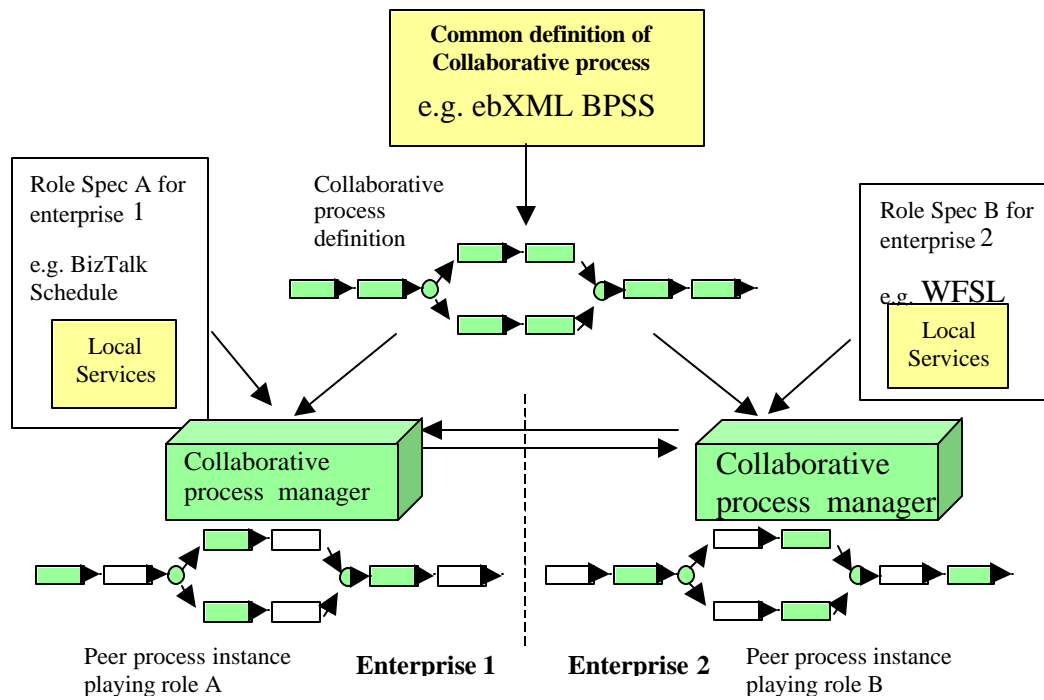 Common definition of
Collaborative process
e.g. ebXML BPSS
Role Spec A for
enterprise 1
e.g. BizTalk
Schedule
Local
Services
Collaborative
process
definition
Role Spec B for
enterprise 2
e.g. WFSL
Local
Services
Collaborative
process manager
Collaborative
process manager
Peer process instance
playing role A
Enterprise 1
Enterprise 2
Peer process instance
playing role B